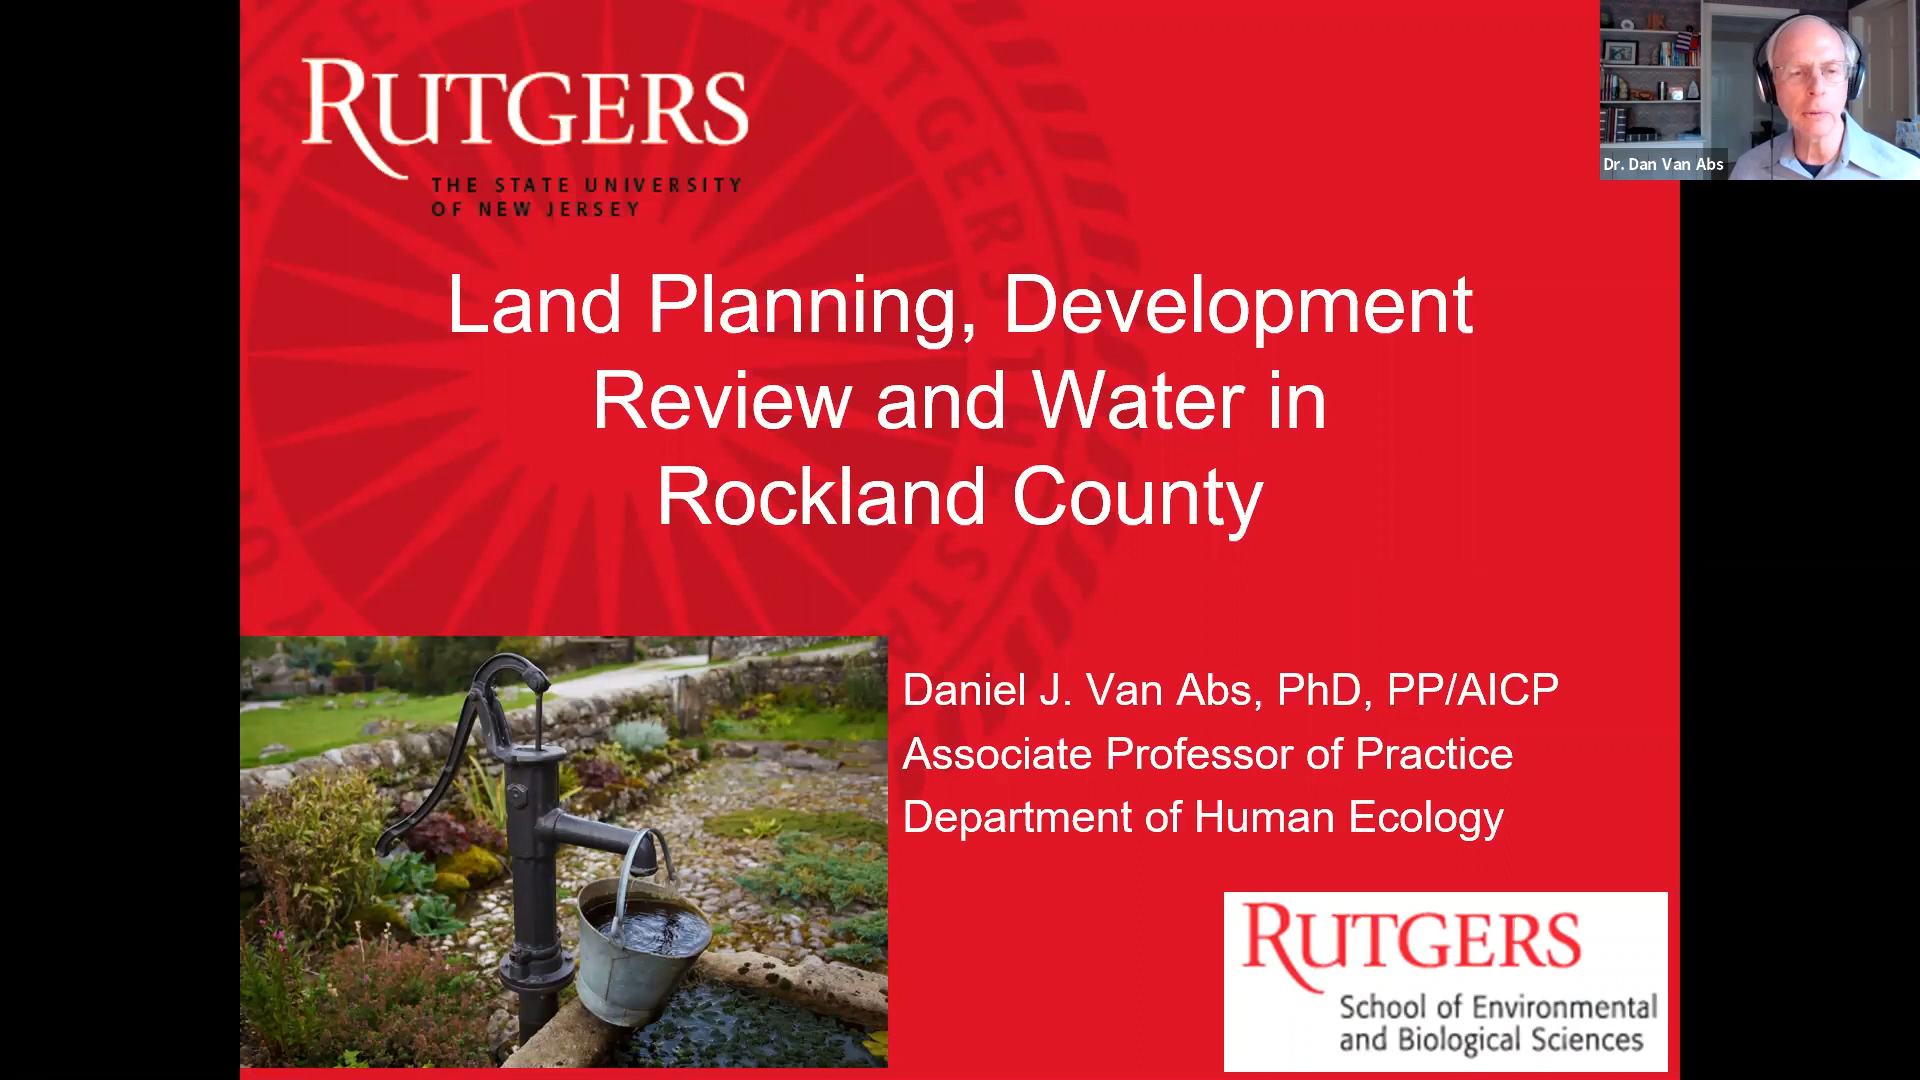 RUTGERS
THE STATE UNIVERSITY
OF NEW JERSEY
Dr. Dan Van Abs
Land Planning, Development
Review and Water in
Rockland County
Daniel J. Van Abs, PhD, PP/AICP
Associate Professor of Practice
Department of Human Ecology
RUTGERS
School of Environmental
and Biological Sciences